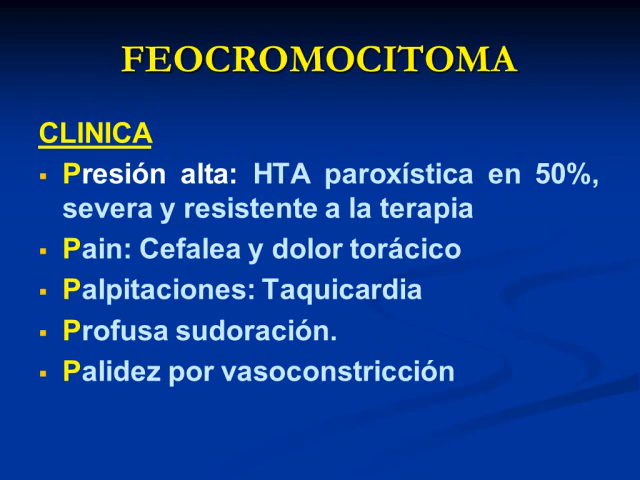 FEOCROMOCITOMA
CLINICA
▪ Presión alta: HTA paroxística en 50%,
severa y resistente a la terapia
▪ Pain: Cefalea y dolor torácico
▪ Palpitaciones: Taquicardia
▪ Profusa sudoración.
▪ Palidez por vasoconstricción